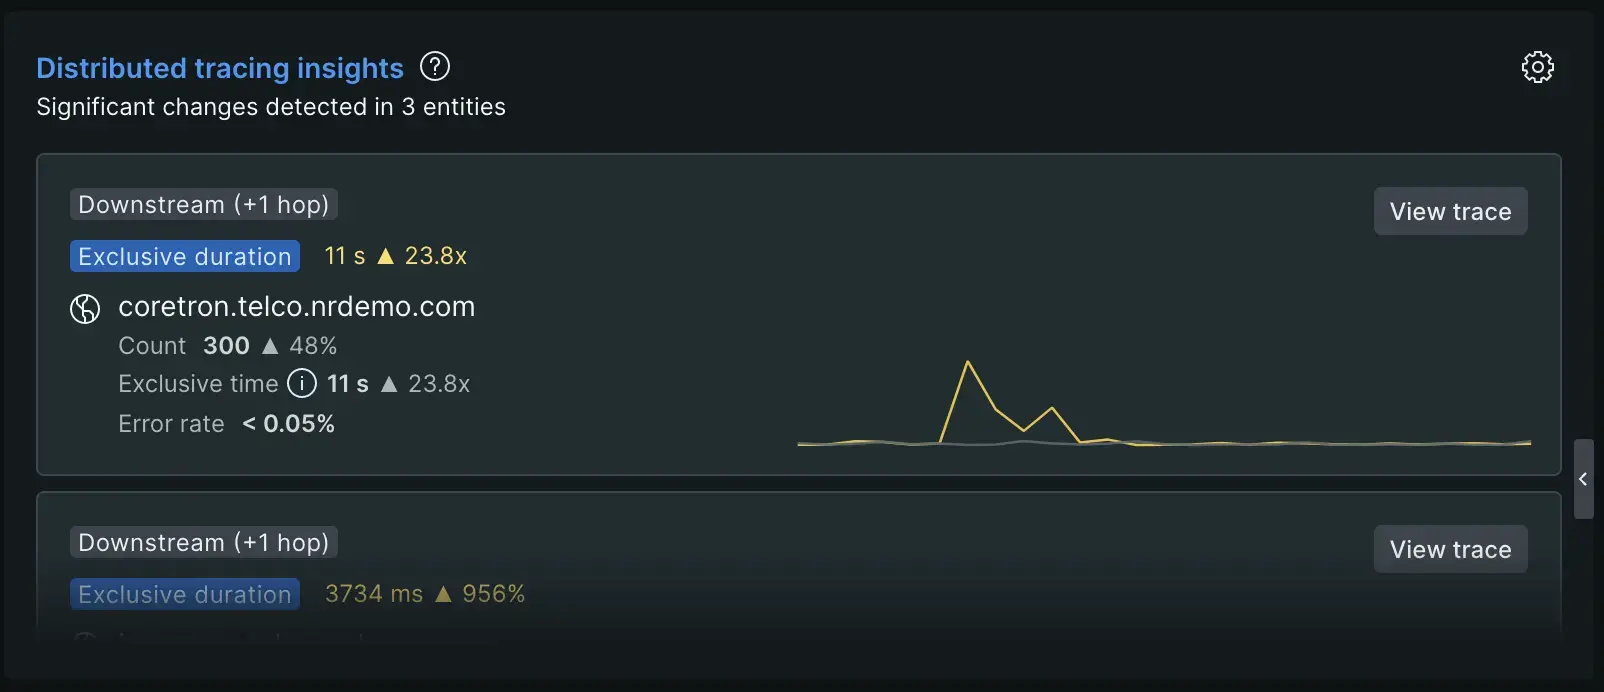 Distributed tracing insights
Significant changes detected in 3 entities
Downstream (+1 hop)
View trace
Exclusive duration 11 s ▲ 23.8x
coretron.telco.nrdemo.com
Count 300 ▲ 48%
Exclusive time 11 s ▲ 23.8x
Error rate < 0.05%
Downstream (+1 hop)
View trace
Exclusive duration 3734 ms ▲ 956%